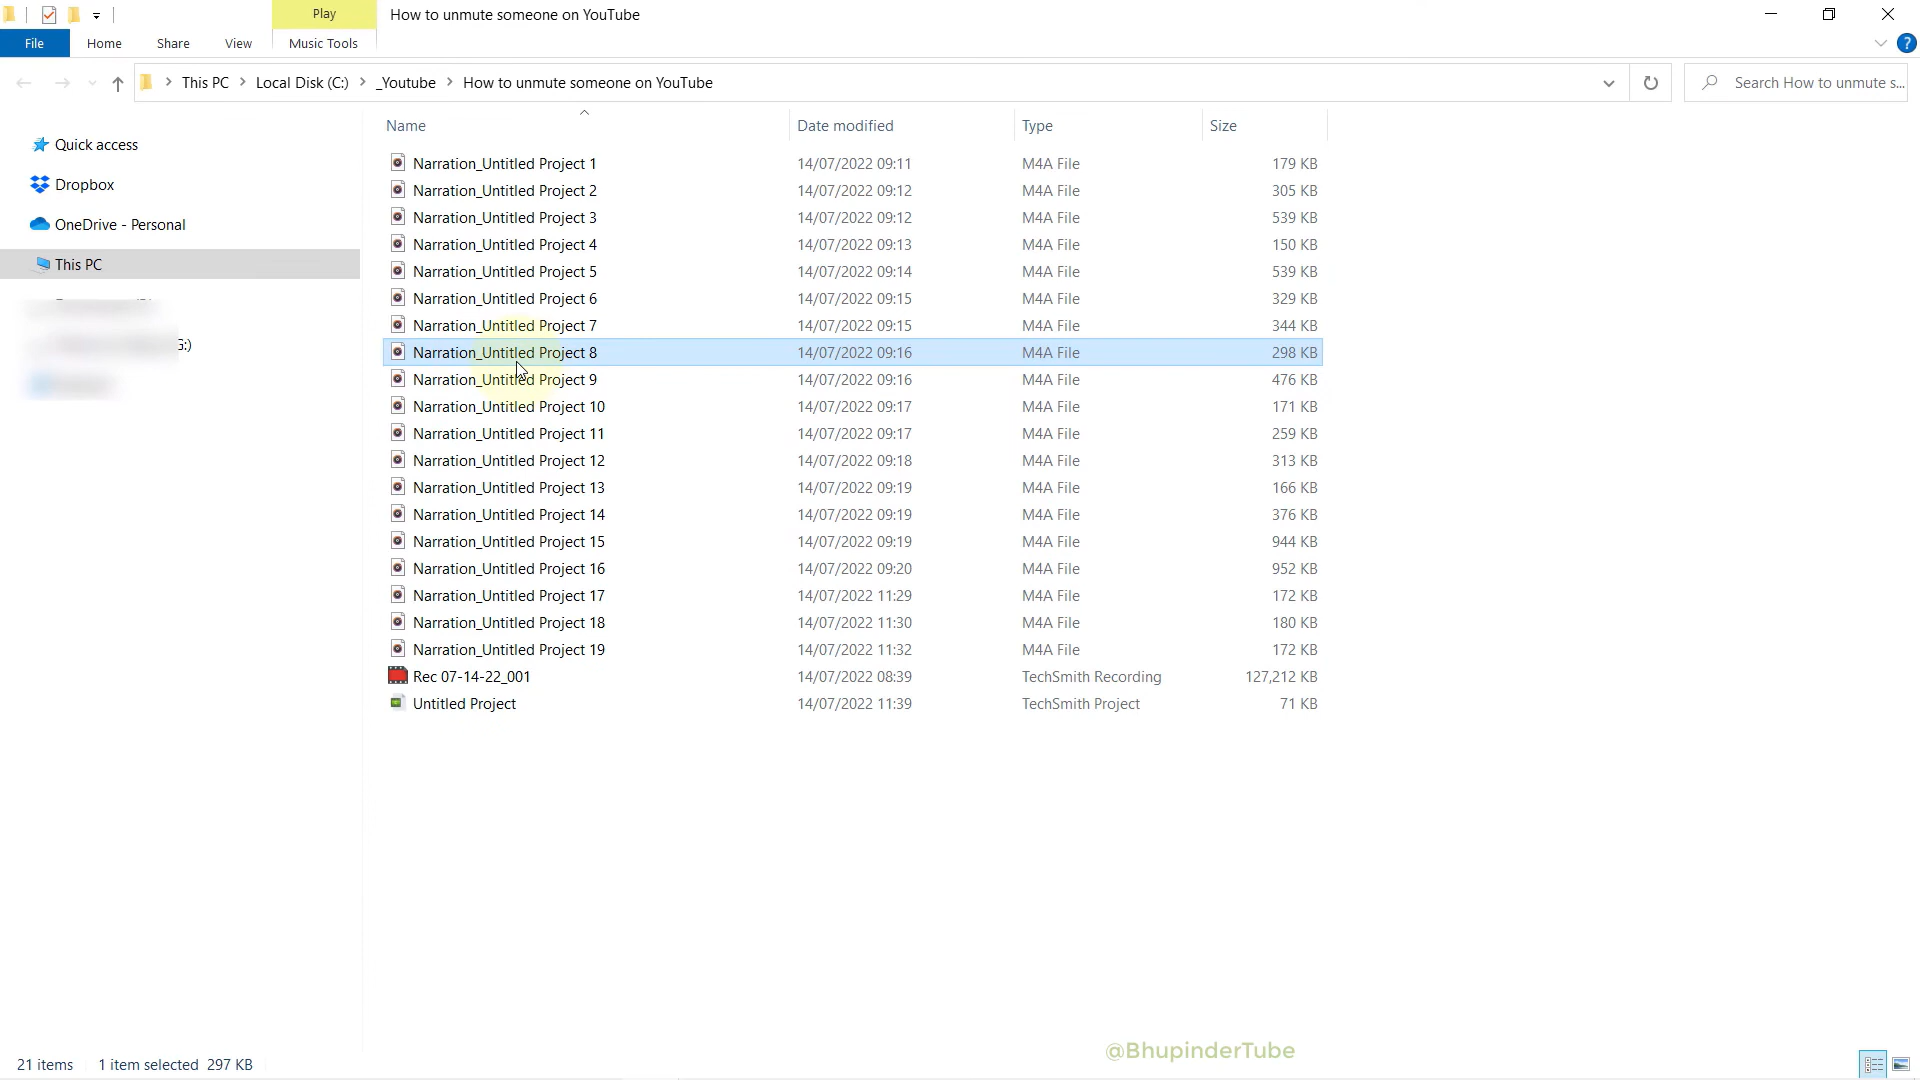 Play
How to unmute someone on YouTube
File Home Share View Music Tools
This PC Local Disk (C:) _Youtube How to unmute someone on YouTube
Search How to unmute s...
Name Date modified Type Size
Quick access
Dropbox
OneDrive - Personal
This PC
G:)
Narration_Untitled Project 1 14/07/2022 09:11 M4A File 179 KB
Narration_Untitled Project 2 14/07/2022 09:12 M4A File 305 KB
Narration_Untitled Project 3 14/07/2022 09:12 M4A File 539 KB
Narration_Untitled Project 4 14/07/2022 09:13 M4A File 150 KB
Narration_Untitled Project 5 14/07/2022 09:14 M4A File 539 KB
Narration_Untitled Project 6 14/07/2022 09:15 M4A File 329 KB
Narration_Untitled Project 7 14/07/2022 09:15 M4A File 344 KB
Narration_Untitled Project 8 14/07/2022 09:16 M4A File 298 KB
Narration_Untitled Project 9 14/07/2022 09:16 M4A File 476 KB
Narration_Untitled Project 10 14/07/2022 09:17 M4A File 171 KB
Narration_Untitled Project 11 14/07/2022 09:17 M4A File 259 KB
Narration_Untitled Project 12 14/07/2022 09:18 M4A File 313 KB
Narration_Untitled Project 13 14/07/2022 09:19 M4A File 166 KB
Narration_Untitled Project 14 14/07/2022 09:19 M4A File 376 KB
Narration_Untitled Project 15 14/07/2022 09:19 M4A File 944 KB
Narration_Untitled Project 16 14/07/2022 09:20 M4A File 952 KB
Narration_Untitled Project 17 14/07/2022 11:29 M4A File 172 KB
Narration_Untitled Project 18 14/07/2022 11:30 M4A File 180 KB
Narration_Untitled Project 19 14/07/2022 11:32 M4A File 172 KB
Rec 07-14-22_001 14/07/2022 08:39 TechSmith Recording 127,212 KB
Untitled Project 14/07/2022 11:39 TechSmith Project 71 KB
@BhupinderTube
21 items 1 item selected 297 KB